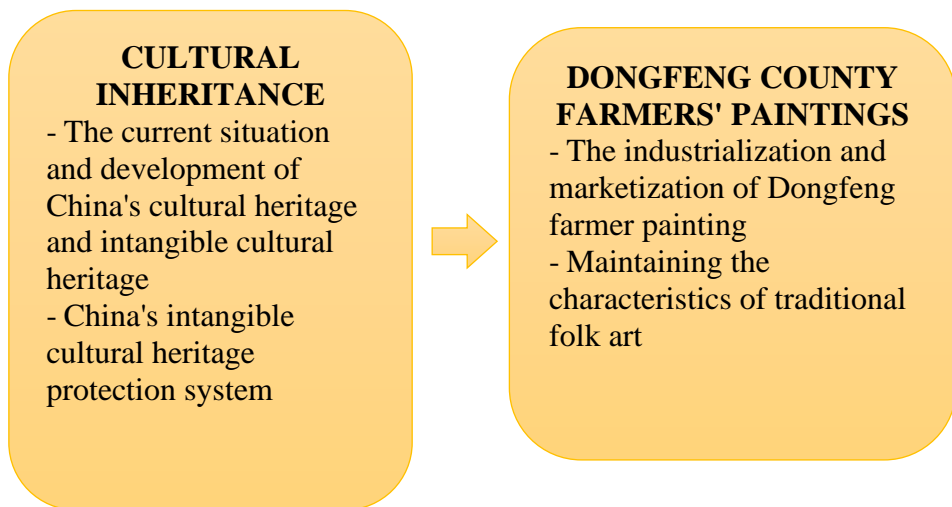 CULTURAL
INHERITANCE
- The current situation
and development of
China's cultural heritage
and intangible cultural
heritage
- China's intangible
cultural heritage
protection system
DONGFENG COUNTY
FARMERS' PAINTINGS
- The industrialization and
marketization of Dongfeng
farmer painting
- Maintaining the
characteristics of traditional
folk art